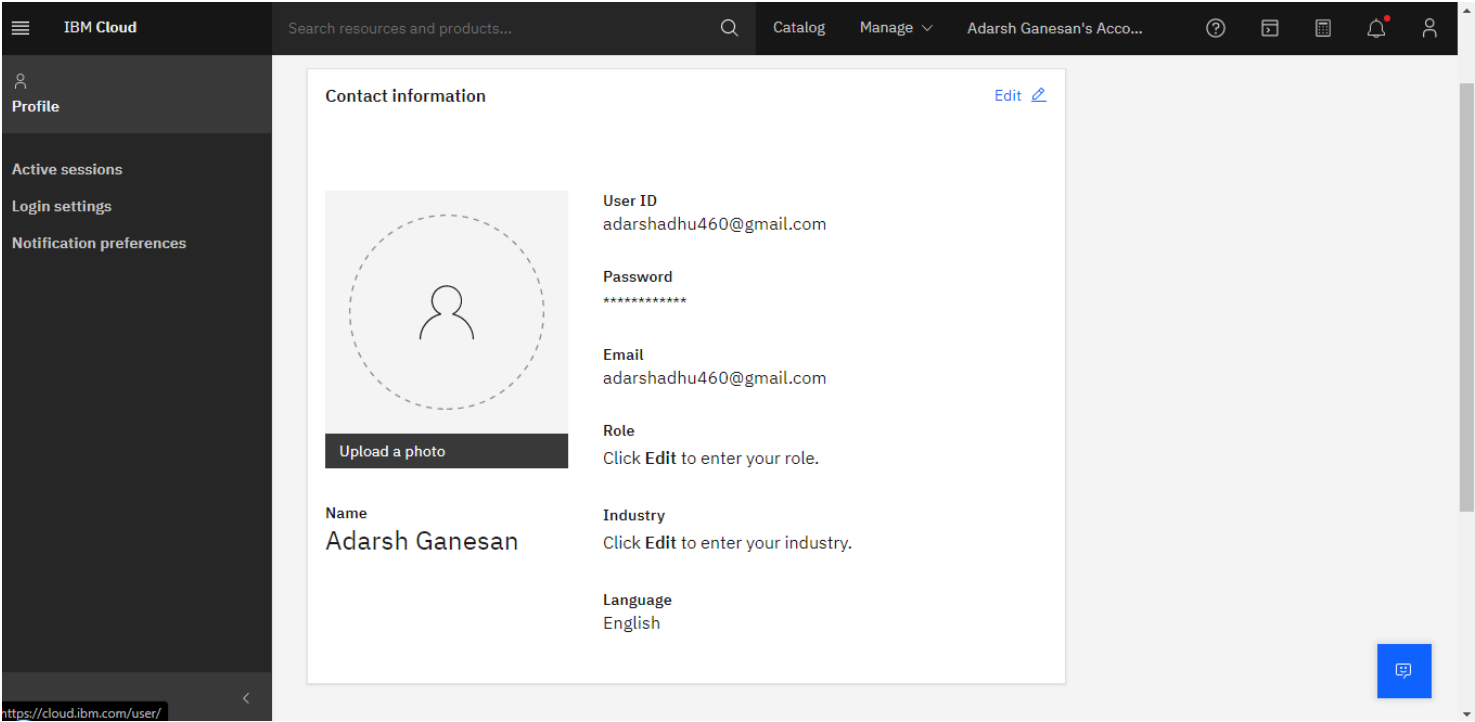 IBM Cloud
Search resources and products...
Catalog
Manage
Adarsh Ganesan's Acco...
Profile
Active sessions
Login settings
Notification preferences
Contact information
Edit
Upload a photo
Name
Adarsh Ganesan
User ID
adarshadhu460@gmail.com
Password
************
Email
adarshadhu460@gmail.com
Role
Click Edit to enter your role.
Industry
Click Edit to enter your industry.
Language
English
https://cloud.ibm.com/user/